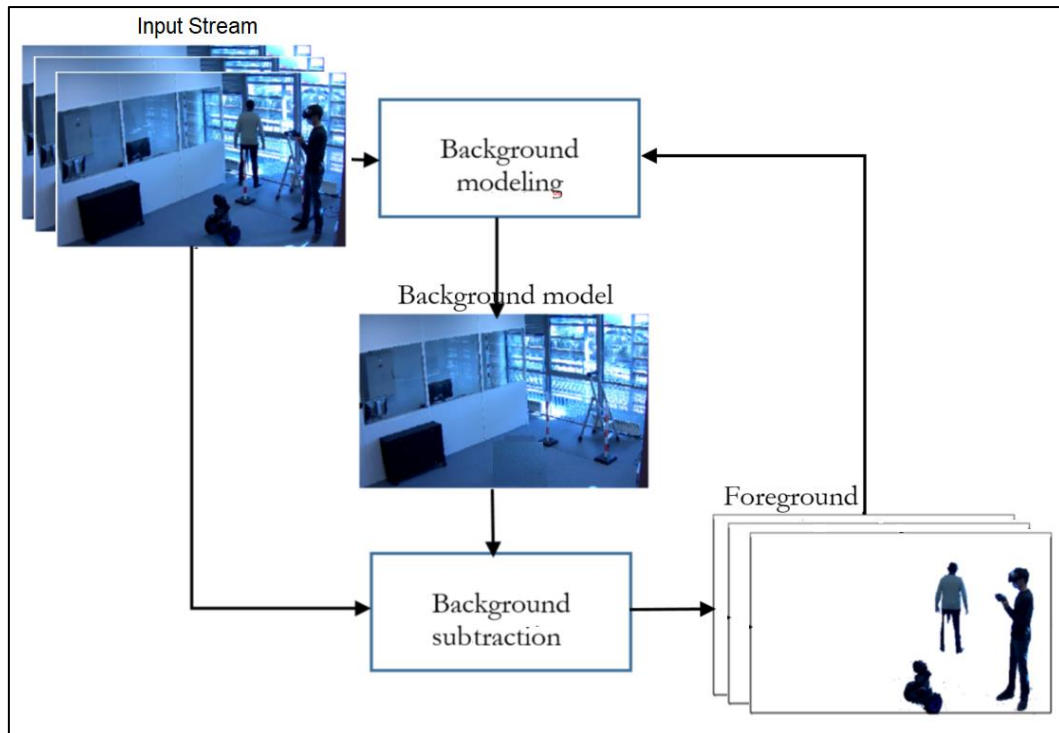 Input Stream
Background
modeling
Background model
Foreground
Background
subtraction